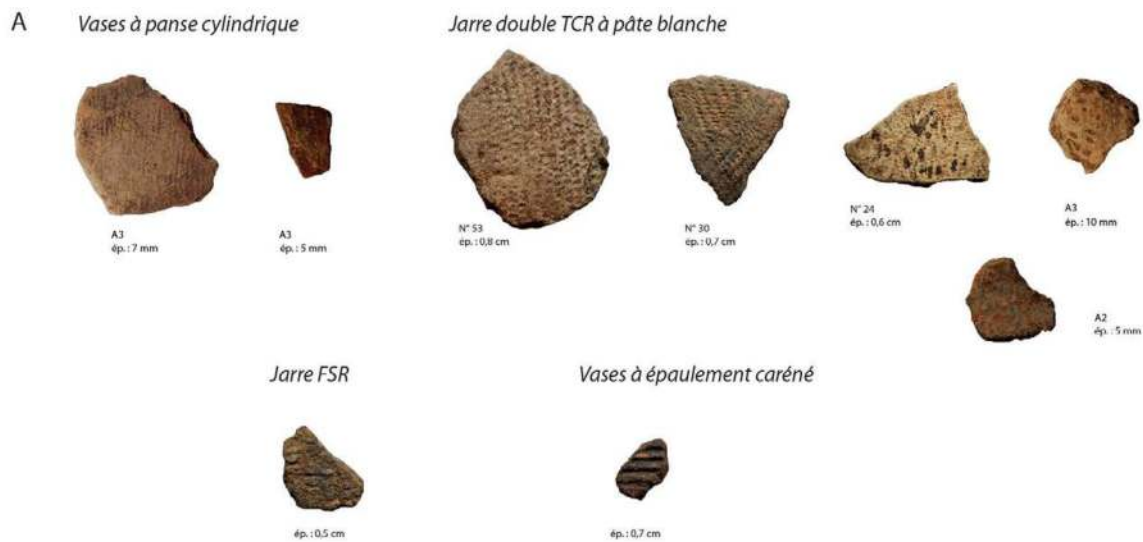 A
Vases à panse cylindrique
Jarre double TCR à pâte blanche
A3
ép. : 7 mm
A3
ép. : 5 mm
N° 53
ép. : 0,8 cm
N° 30
ép. : 0,7 cm
N° 24
ép. : 0,6 cm
A3
ép. : 10 mm
A2
ép. : 5 mm
Jarre FSR
Vases à épaulement caréné
ép. : 0,5 cm
ép. : 0,7 cm